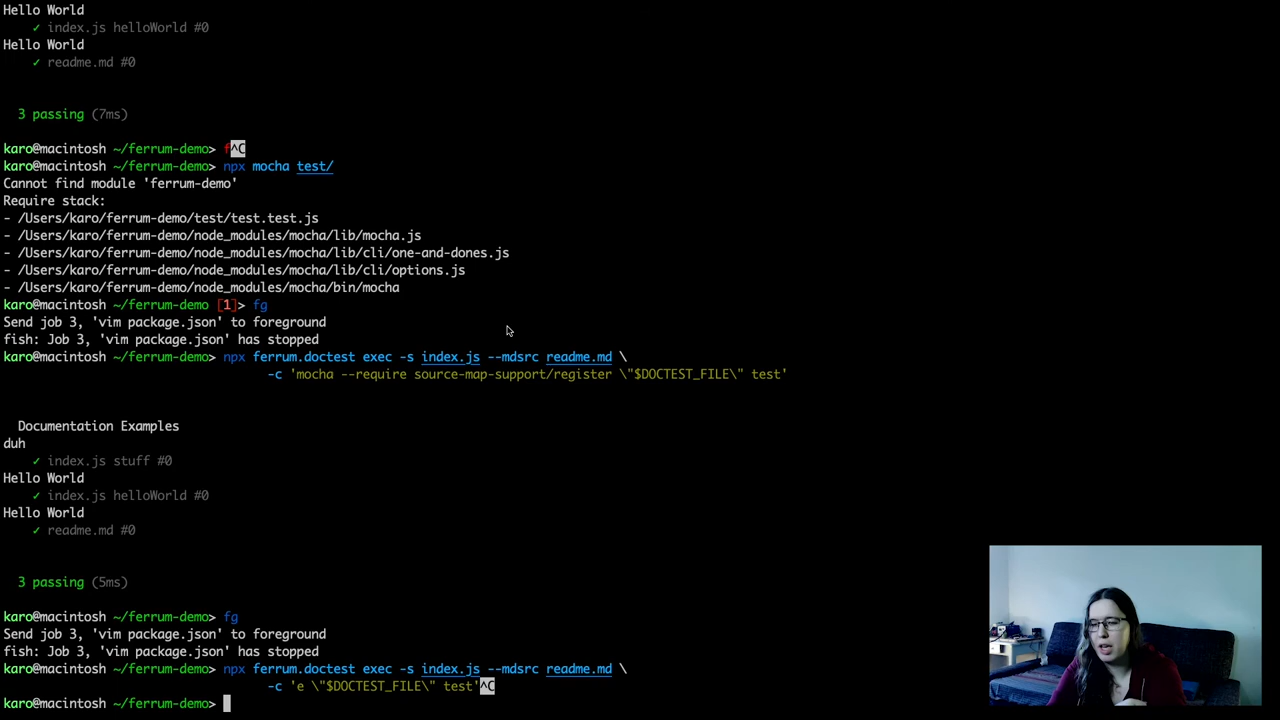 Hello World
✓ index.js helloWorld #0
Hello World
✓ readme.md #0
3 passing (7ms)
karo@macintosh ~/ferrum-demo> f^C
karo@macintosh ~/ferrum-demo> npx mocha test/
Cannot find module 'ferrum-demo'
Require stack:
- /Users/karo/ferrum-demo/test/test.test.js
- /Users/karo/ferrum-demo/node_modules/mocha/lib/mocha.js
- /Users/karo/ferrum-demo/node_modules/mocha/lib/cli/one-and-dones.js
- /Users/karo/ferrum-demo/node_modules/mocha/lib/cli/options.js
- /Users/karo/ferrum-demo/node_modules/mocha/bin/mocha
karo@macintosh ~/ferrum-demo [1]> fg
Send job 3, 'vim package.json' to foreground
fish: Job 3, 'vim package.json' has stopped
karo@macintosh ~/ferrum-demo> npx ferrum.doctest exec -s index.js --mdsrc readme.md \
-c 'mocha --require source-map-support/register \"$DOCTEST_FILE\" test'
Documentation Examples
duh
✓ index.js stuff #0
Hello World
✓ index.js helloWorld #0
Hello World
✓ readme.md #0
3 passing (5ms)
karo@macintosh ~/ferrum-demo> fg
Send job 3, 'vim package.json' to foreground
fish: Job 3, 'vim package.json' has stopped
karo@macintosh ~/ferrum-demo> npx ferrum.doctest exec -s index.js --mdsrc readme.md \
-c 'e \"$DOCTEST_FILE\" test'^C
karo@macintosh ~/ferrum-demo>